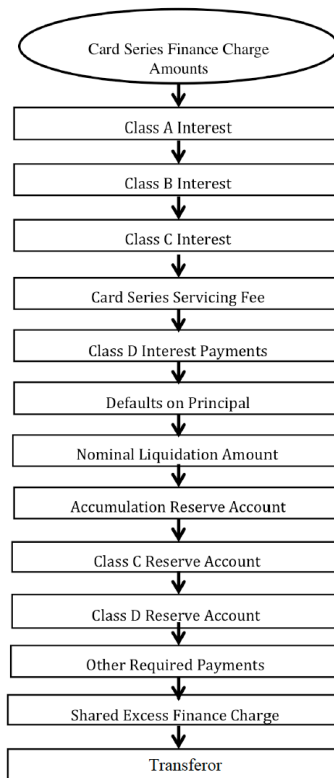 Card Series Finance Charge
Amounts
Class A Interest
Class B Interest
Class C Interest
Card Series Servicing Fee
Class D Interest Payments
Defaults on Principal
Nominal Liquidation Amount
Accumulation Reserve Account
Class C Reserve Account
Class D Reserve Account
Other Required Payments
Shared Excess Finance Charge
Transferor